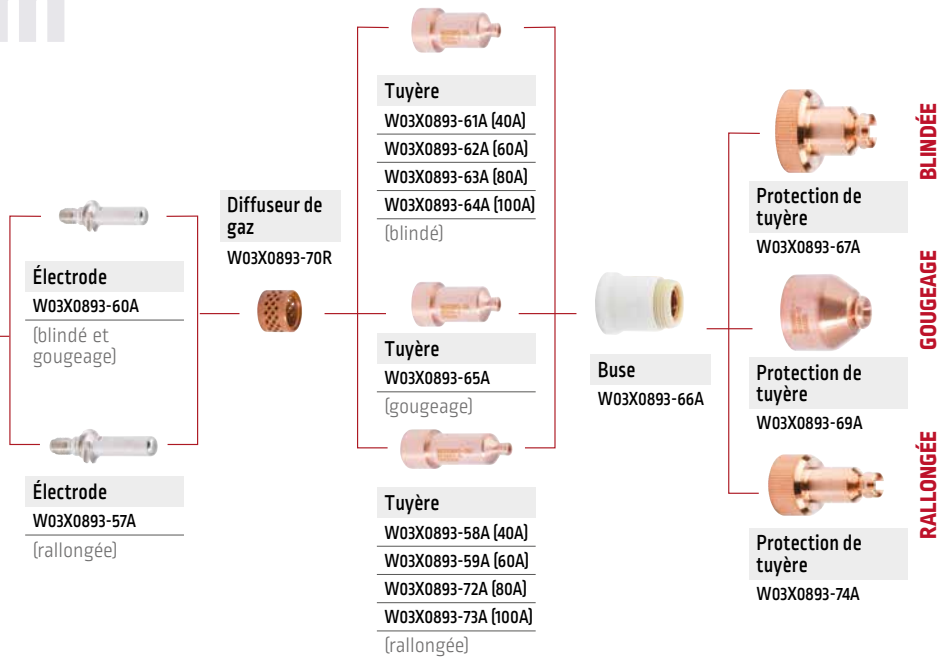 Électrode
W03X0893-60A
(blindé et
gougeage)
Électrode
W03X0893-57A
(rallongée)
Diffuseur de
gaz
W03X0893-70R
Tuyère
W03X0893-61A (40A)
W03X0893-62A (60A)
W03X0893-63A (80A)
W03X0893-64A (100A)
(blindé)
Tuyère
W03X0893-65A
(gougeage)
Tuyère
W03X0893-58A (40A)
W03X0893-59A (60A)
W03X0893-72A (80A)
W03X0893-73A (100A)
(rallongée)
Buse
W03X0893-66A
Protection de
tuyère
W03X0893-67A
BLINDÉE
Protection de
tuyère
W03X0893-69A
GOUGEAGE
Protection de
tuyère
W03X0893-74A
RALLONGÉE